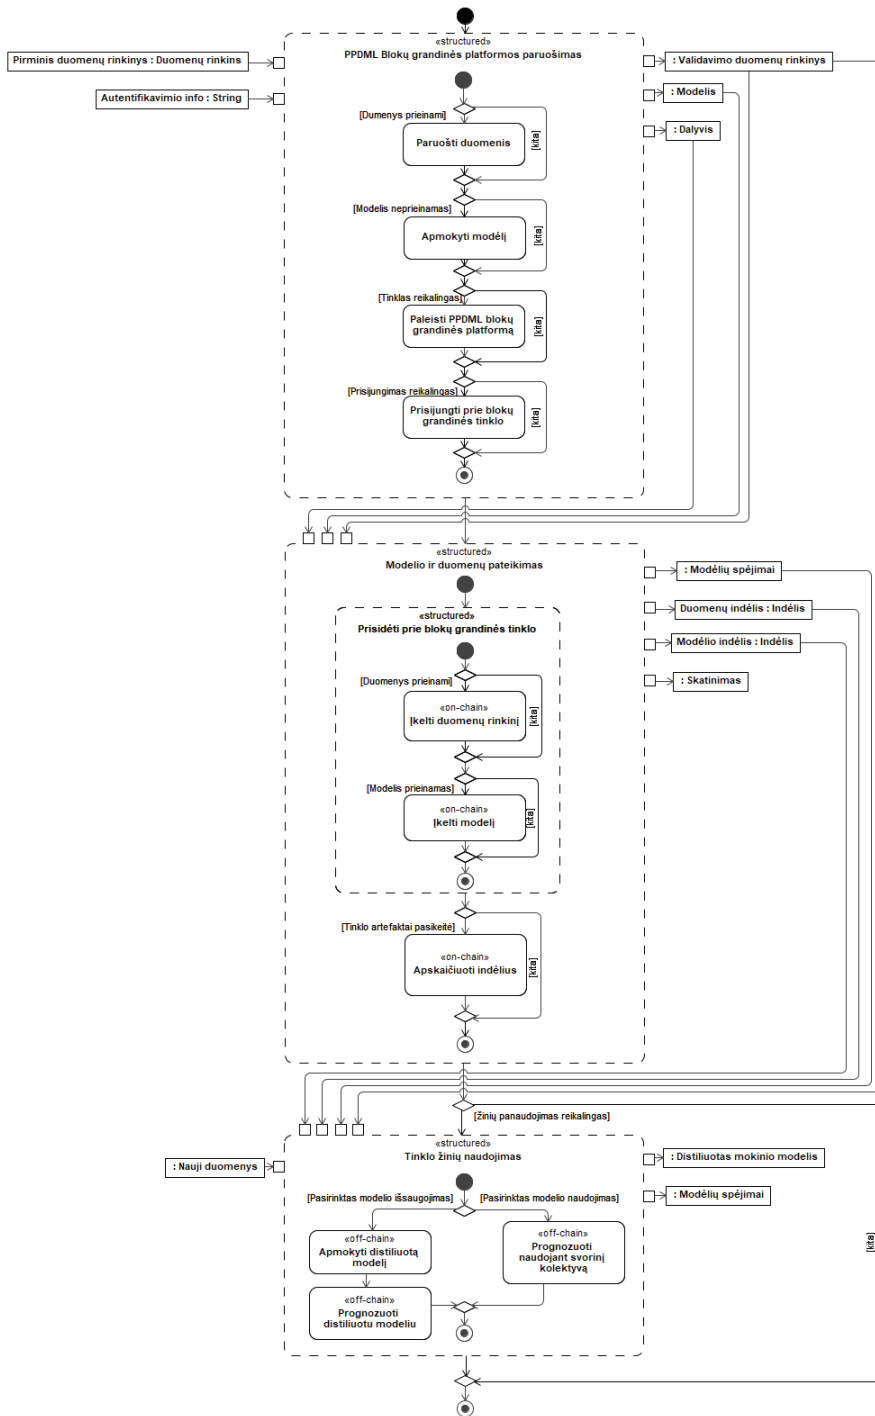 «structured»
PPDML Blokų grandinės platformos paruošimas
Pirminis duomenų rinkinys : Duomenų rinkins
: Validavimo duomenų rinkinys
Autentifikavimo info : String
: Modelis
: Dalyvis
[Dumenys prieinami]
Paruošti duomenis
[kita]
[Modelis neprieinamas]
Apmokyti modėlį
[kita]
[Tinklas reikalingas]
Paleisti PPDML blokų
grandinės platformą
[kita]
[Prisijungimas reikalingas]
Prisijungti prie blokų
grandinės tinklo
[kita]
«structured»
Modelio ir duomenų pateikimas
: Modėlių spėjimai
Duomenų indėlis : Indėlis
Modėlio indėlis : Indėlis
: Skatinimas
«structured»
Prisidėti prie blokų grandinės tinklo
[Duomenys prieinami]
«on-chain»
Įkelti duomenų rinkinį
[kita]
[Modelis prieinamas]
«on-chain»
Įkelti modelį
[kita]
[Tinklo artefaktai pasikeitė]
«on-chain»
Apskaičiuoti indėlius
[kita]
[žinių panaudojimas reikalingas]
«structured»
Tinklo žinių naudojimas
: Nauji duomenys
: Distiliuotas mokinio modelis
: Modėlių spėjimai
[Pasirinktas modelio išsaugojimas]
[Pasirinktas modelio naudojimas]
«off-chain»
Apmokyti distiliuotą
modelį
«off-chain»
Prognozuoti
naudojant svorinį
kolektyvą
«off-chain»
Prognozuoti
distiliuotu modeliu
[kita]